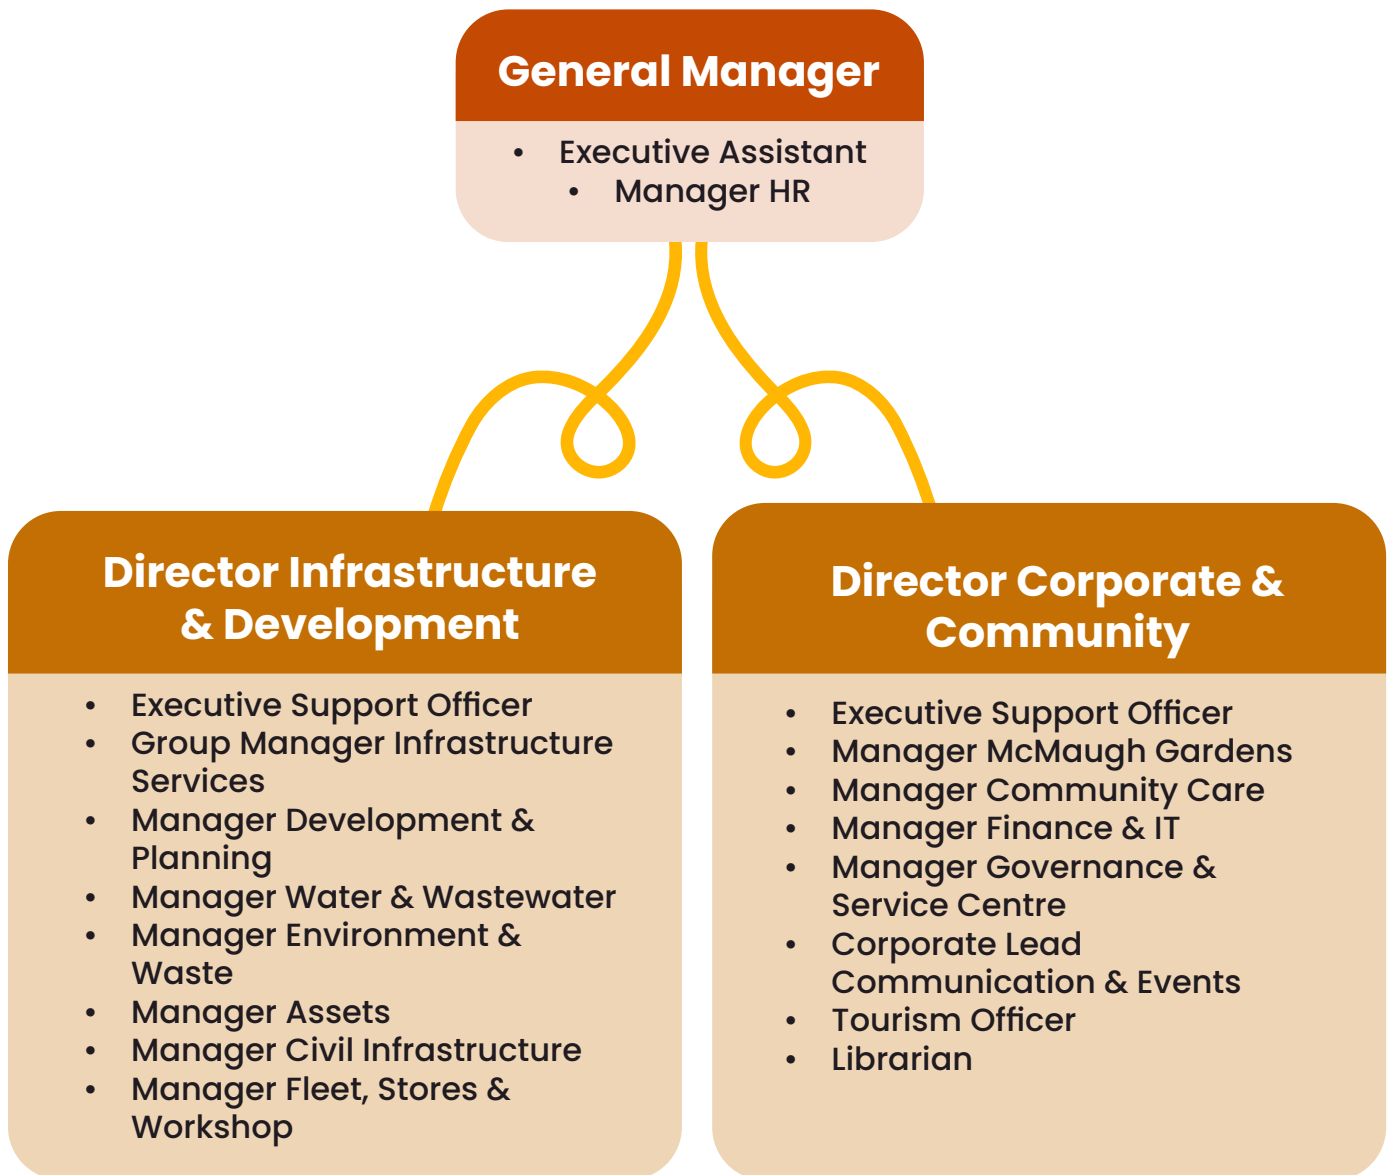 General Manager
• Executive Assistant
• Manager HR
Director Infrastructure
& Development
• Executive Support Officer
• Group Manager Infrastructure
Services
• Manager Development &
Planning
• Manager Water & Wastewater
• Manager Environment &
Waste
• Manager Assets
• Manager Civil Infrastructure
• Manager Fleet, Stores &
Workshop
Director Corporate &
Community
• Executive Support Officer
• Manager McMaugh Gardens
• Manager Community Care
• Manager Finance & IT
• Manager Governance &
Service Centre
• Corporate Lead
Communication & Events
• Tourism Officer
• Librarian